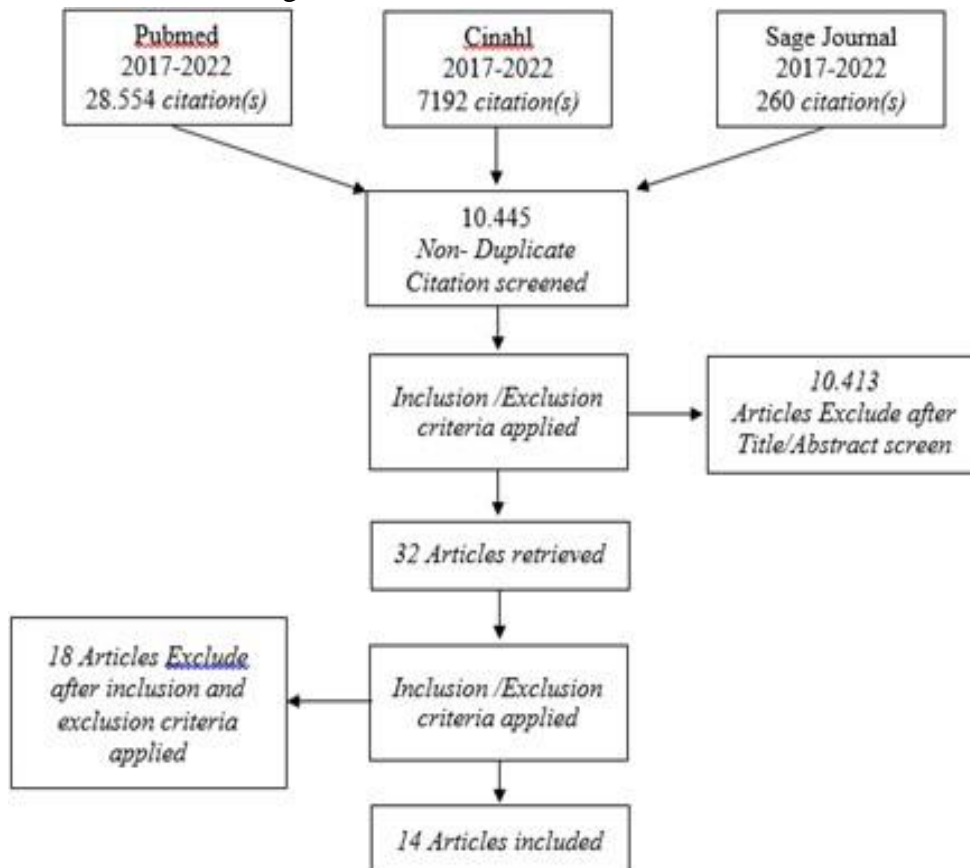 Pubmed
2017-2022
28.554 citation(s)
Cinahl
2017-2022
7192 citation(s)
Sage Journal
2017-2022
260 citation(s)
10.445
Non- Duplicate
Citation screened
Inclusion /Exclusion
criteria applied
10.413
Articles Exclude after
Title/Abstract screen
32 Articles retrieved
18 Articles Exclude
after inclusion and
exclusion criteria
applied
Inclusion /Exclusion
criteria applied
14 Articles included